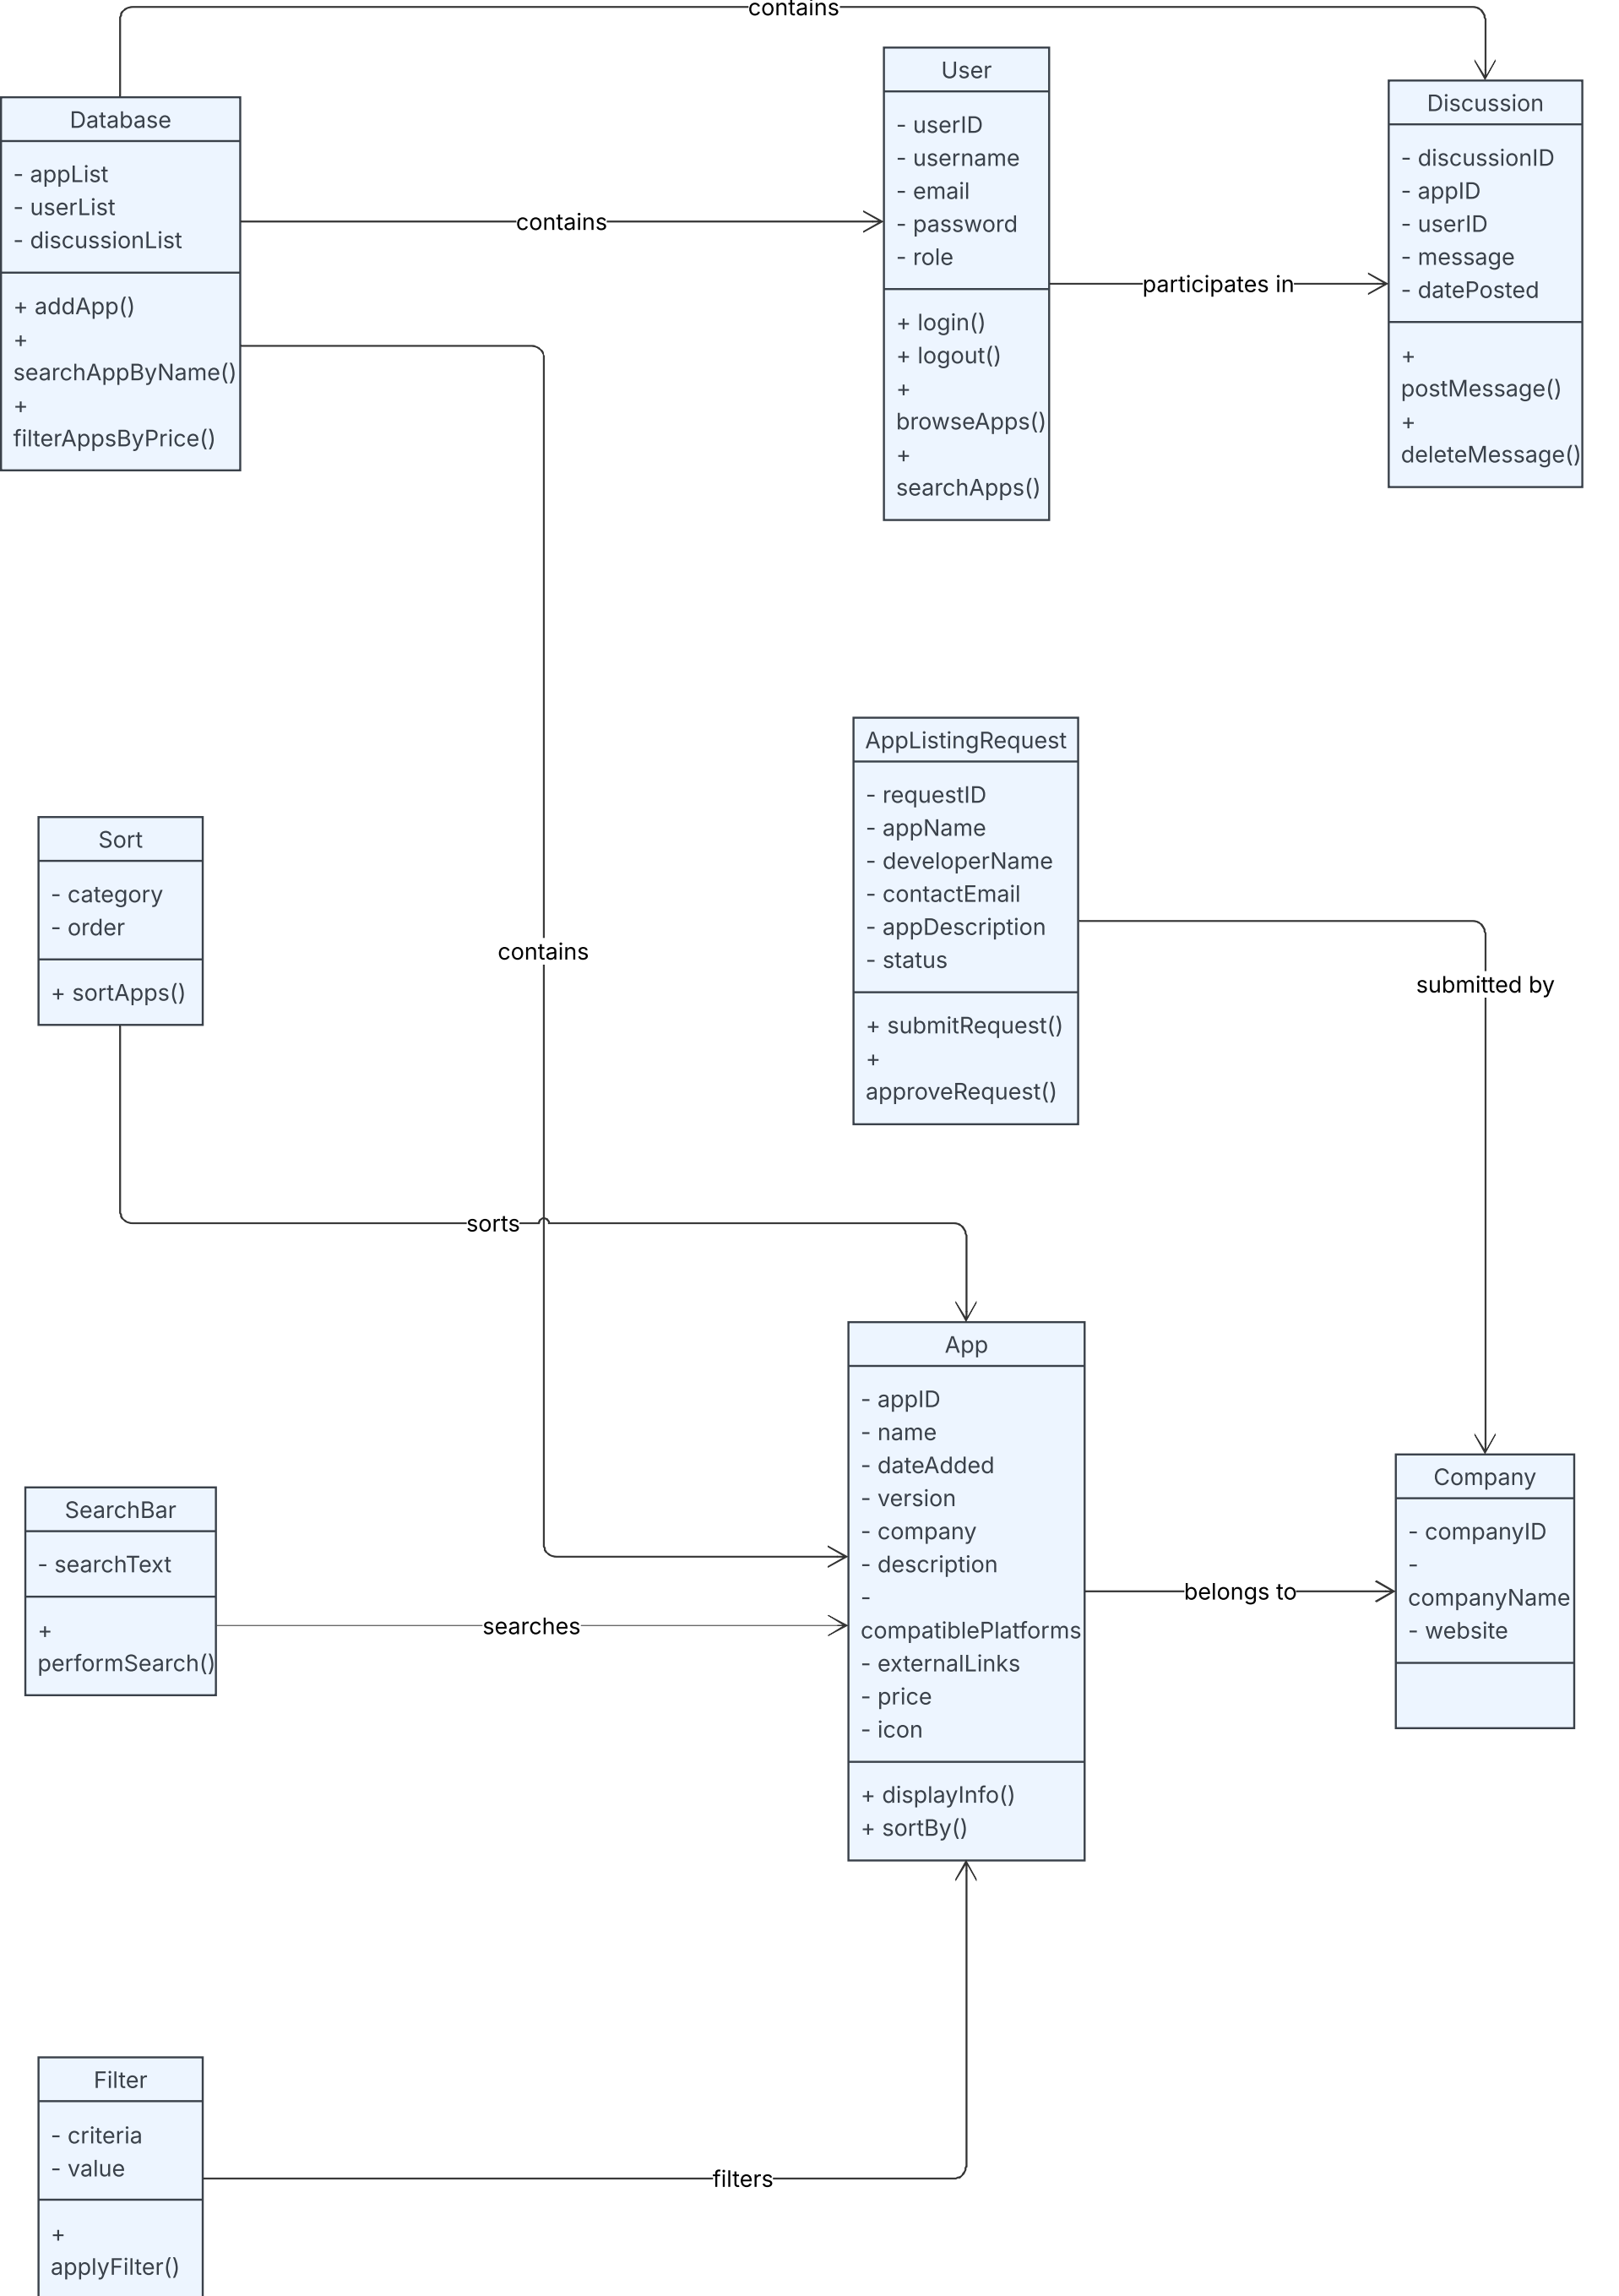 contains
Database
- appList
- userList
- discussionList
+ addApp()
+
searchAppByName()
+
filterAppsByPrice()
contains
User
- userID
- username
- email
- password
- role
+ login()
+ logout()
+
browseApps()
+
searchApps()
participates in
Discussion
- discussionID
- appID
- userID
- message
- datePosted
+
postMessage()
+
deleteMessage()
contains
AppListingRequest
- requestID
- appName
- developerName
- contactEmail
- appDescription
- status
+ submitRequest()
+
approveRequest()
submitted by
Sort
- category
- order
+ sortApps()
sorts
App
- appID
- name
- dateAdded
- version
- company
- description
-
compatiblePlatforms
- externalLinks
- price
- icon
+ displayInfo()
+ sortBy()
belongs to
Company
- companyID
-
companyName
- website
SearchBar
- searchText
+
performSearch()
searches
Filter
- criteria
- value
+
applyFilter()
filters